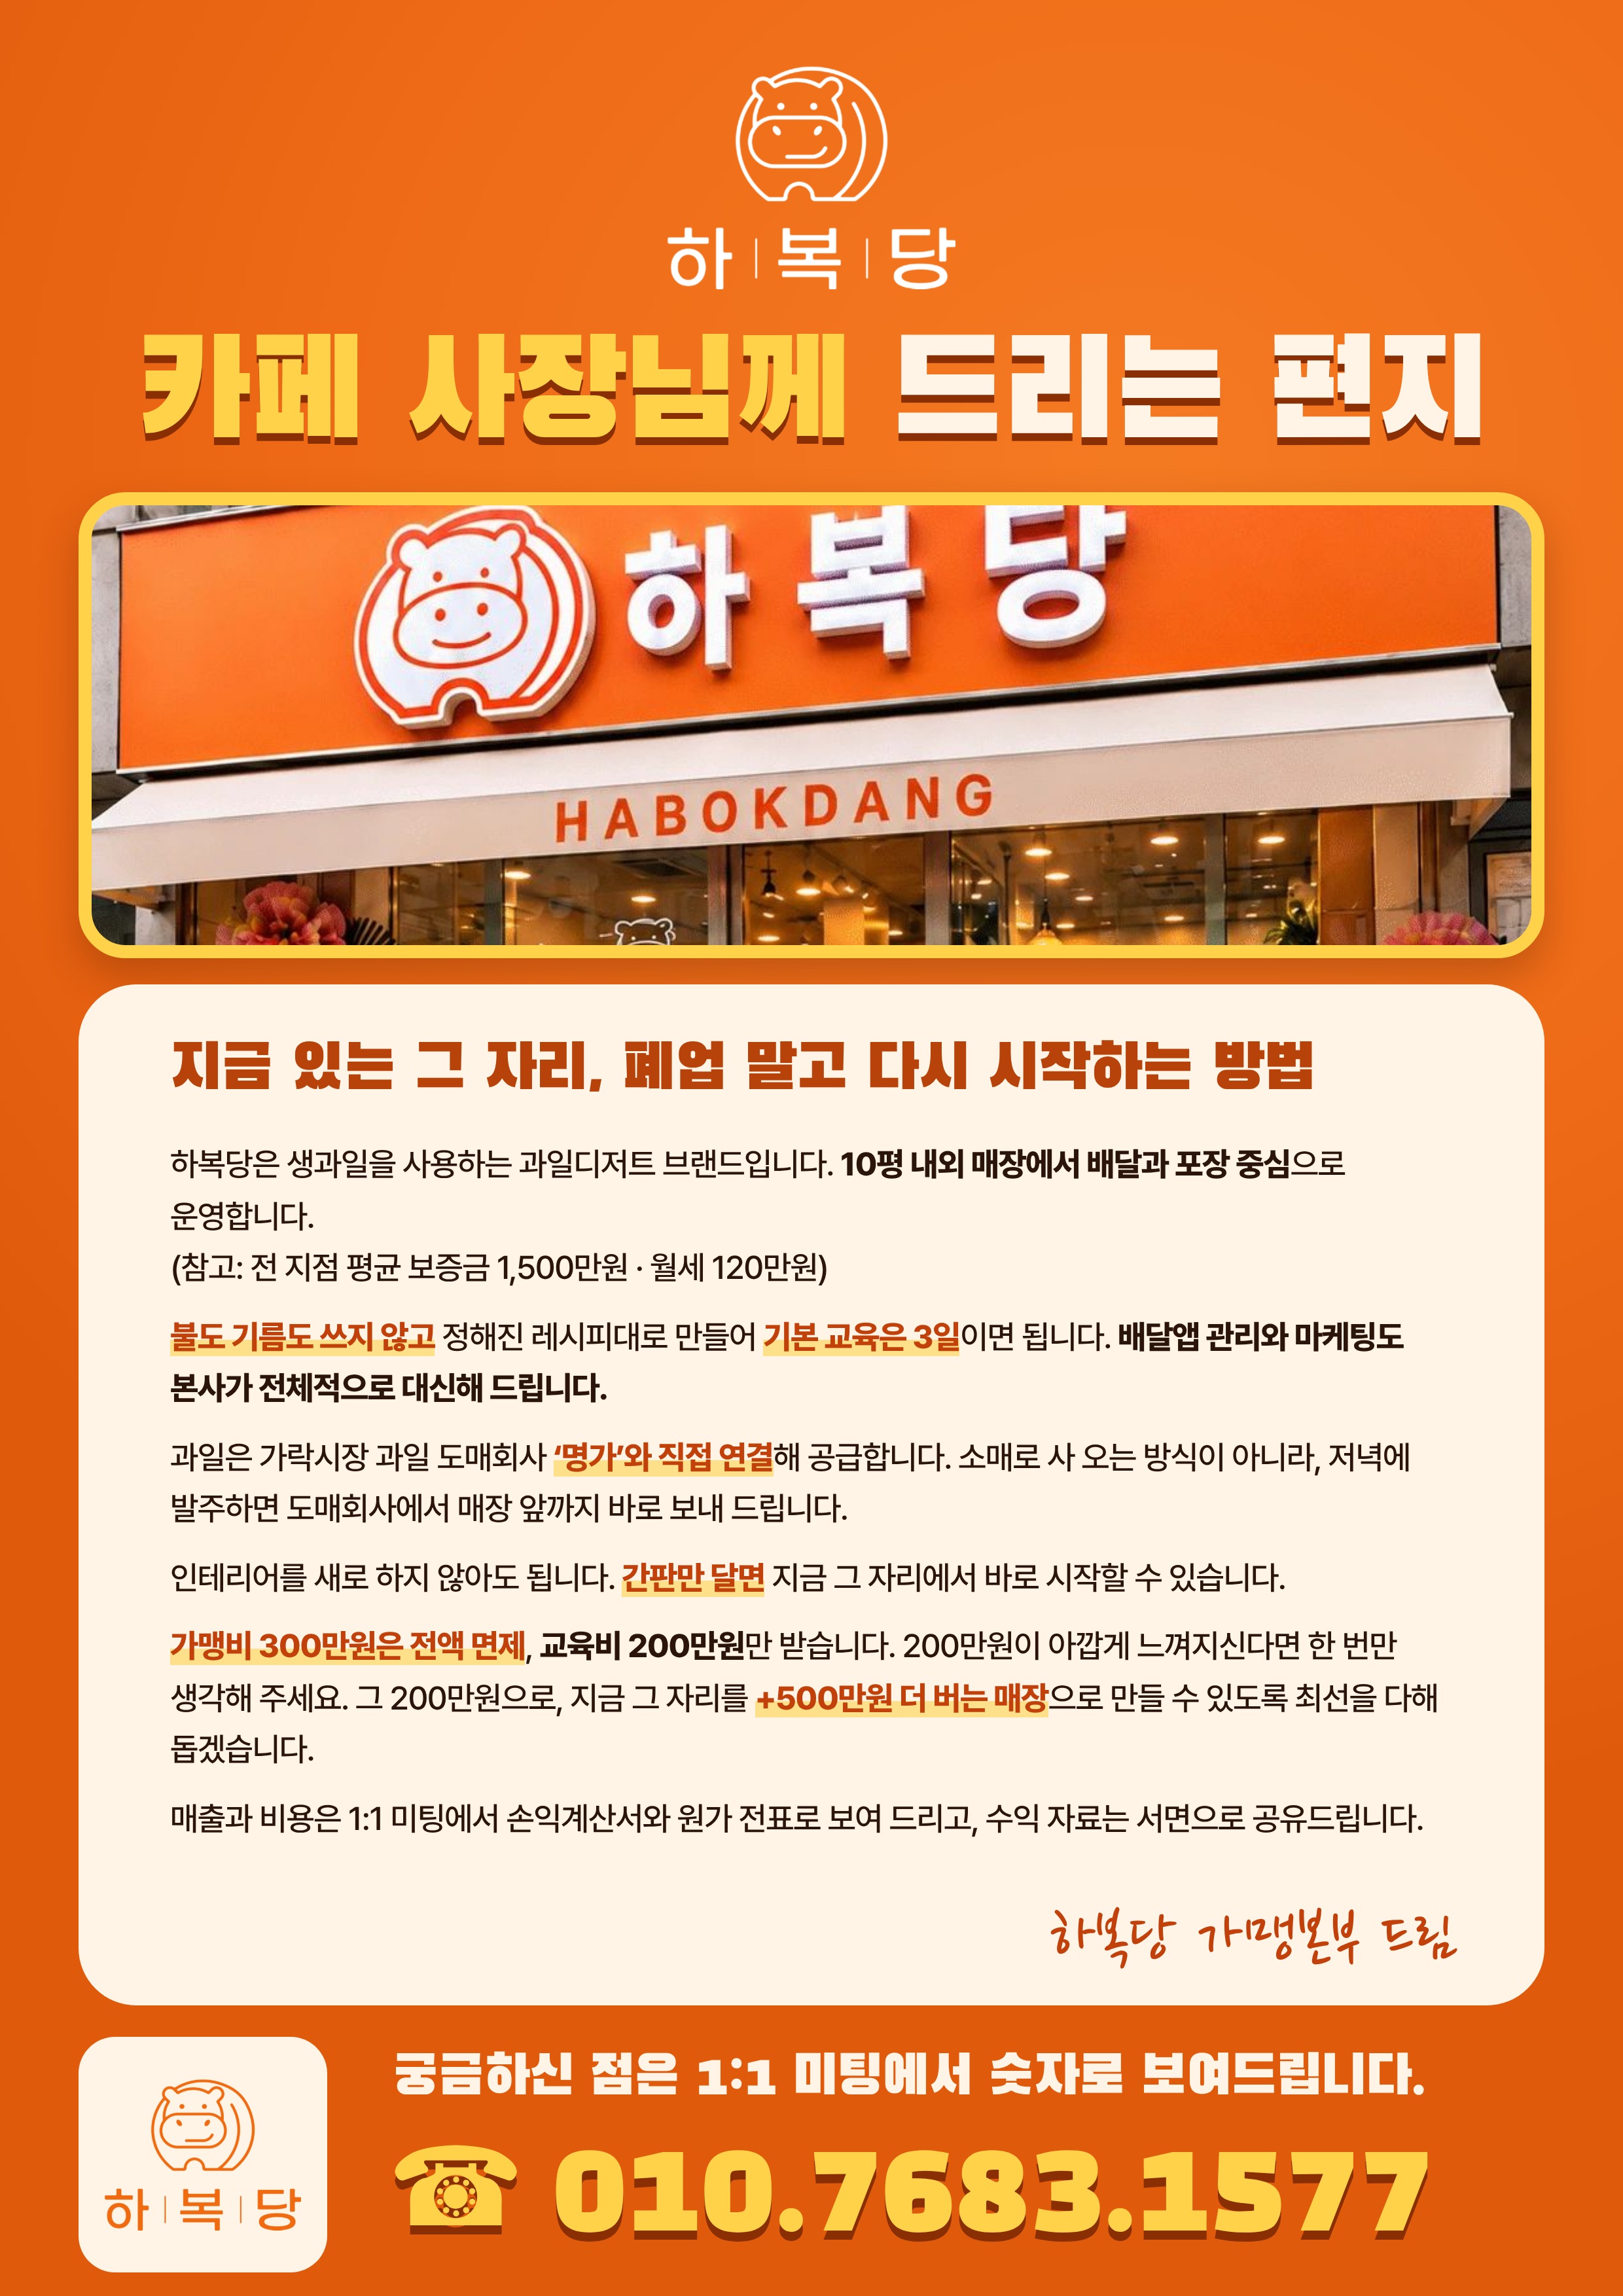 하 | 복 | 당
카페 사장님께 드리는 편지
하복당
HABOKDANG
지금 있는 그 자리, 폐업 말고 다시 시작하는 방법
하복당은 생과일을 사용하는 과일디저트 브랜드입니다. 10평 내외 매장에서 배달과 포장 중심으로
운영합니다.
(참고: 전 지점 평균 보증금 1,500만원 · 월세 120만원)
불도 기름도 쓰지 않고 정해진 레시피대로 만들어 기본 교육은 3일이면 됩니다. 배달앱 관리와 마케팅도
본사가 전체적으로 대신해 드립니다.
과일은 가락시장 과일 도매회사 ‘명가’와 직접 연결해 공급합니다. 소매로 사 오는 방식이 아니라, 저녁에
발주하면 도매회사에서 매장 앞까지 바로 보내 드립니다.
인테리어를 새로 하지 않아도 됩니다. 간판만 달면 지금 그 자리에서 바로 시작할 수 있습니다.
가맹비 300만원은 전액 면제, 교육비 200만원만 받습니다. 200만원이 아깝게 느껴지신다면 한 번만
생각해 주세요. 그 200만원으로, 지금 그 자리를 +500만원 더 버는 매장으로 만들 수 있도록 최선을 다해
돕겠습니다.
매출과 비용은 1:1 미팅에서 손익계산서와 원가 전표로 보여 드리고, 수익 자료는 서면으로 공유드립니다.
하복당 가맹본부 드림
궁금하신 점은 1:1 미팅에서 숫자로 보여드립니다.
☎ 010.7683.1577
하 | 복 | 당